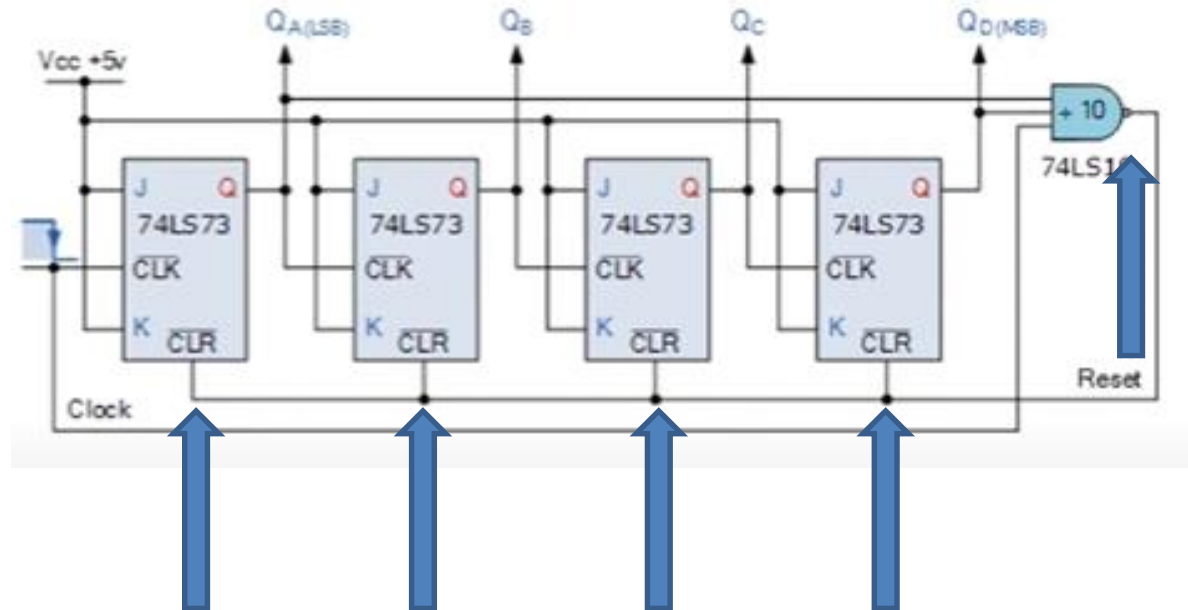 QA(LSB) QB QC QD(MSB)
Vcc +5v
÷ 10
J Q J Q J Q J Q
74LS73 74LS73 74LS73 74LS73
CLK CLK CLK CLK
K K K K
CLR CLR CLR CLR
Reset
Clock